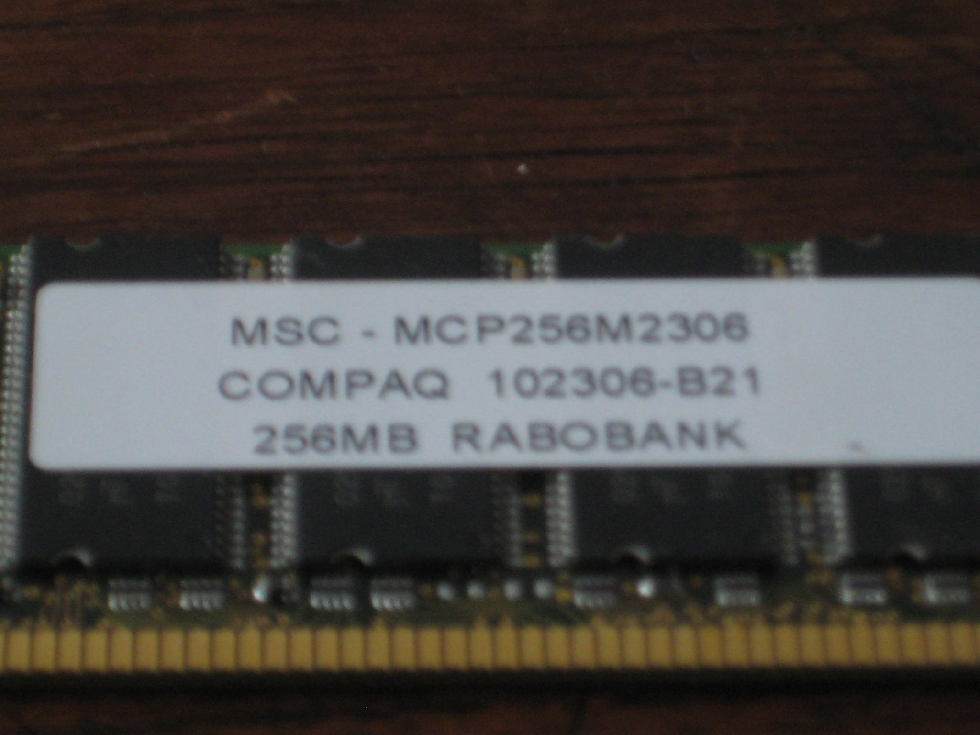 MSC - MCP256M2306
COMPAQ 102306-B21
256MB RABOBANK